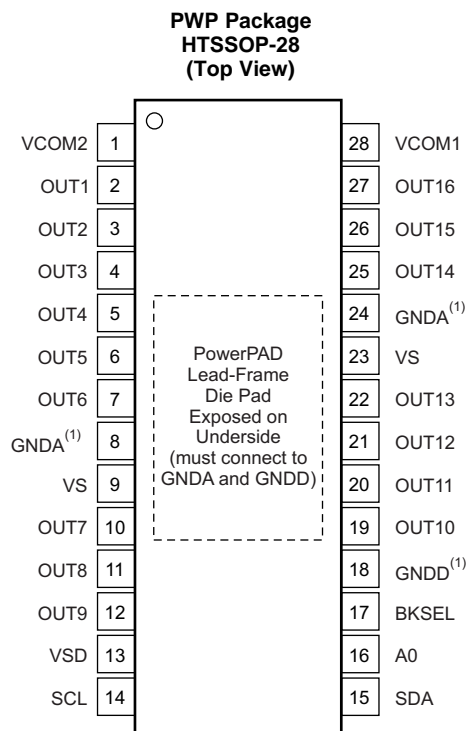 PWP Package
HTSSOP-28
(Top View)
VCOM2 1 28 VCOM1
OUT1 2 27 OUT16
OUT2 3 26 OUT15
OUT3 4 25 OUT14
OUT4 5 24 GNDA(1)
OUT5 6 23 VS
OUT6 7 22 OUT13
GNDA(1) 8 21 OUT12
VS 9 20 OUT11
OUT7 10 19 OUT10
OUT8 11 18 GNDD(1)
OUT9 12 17 BKSEL
VSD 13 16 A0
SCL 14 15 SDA
PowerPAD
Lead-Frame
Die Pad
Exposed on
Underside
(must connect to
GNDA and GNDD)